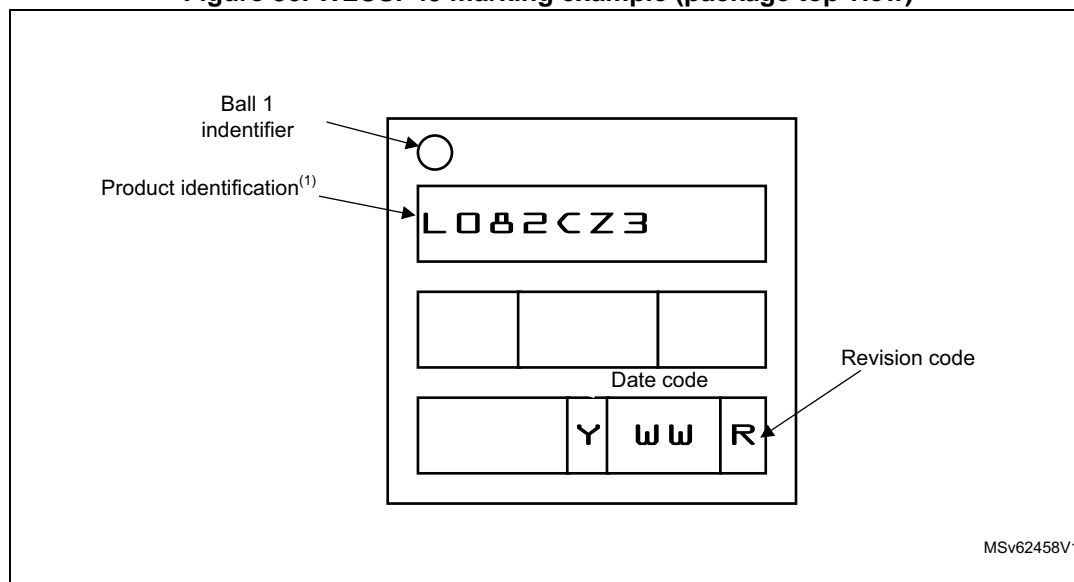 Ball 1
indentifier
Product identification(1)
L082CZ3
Revision code
Date code
Y WW R
MSv62458V1